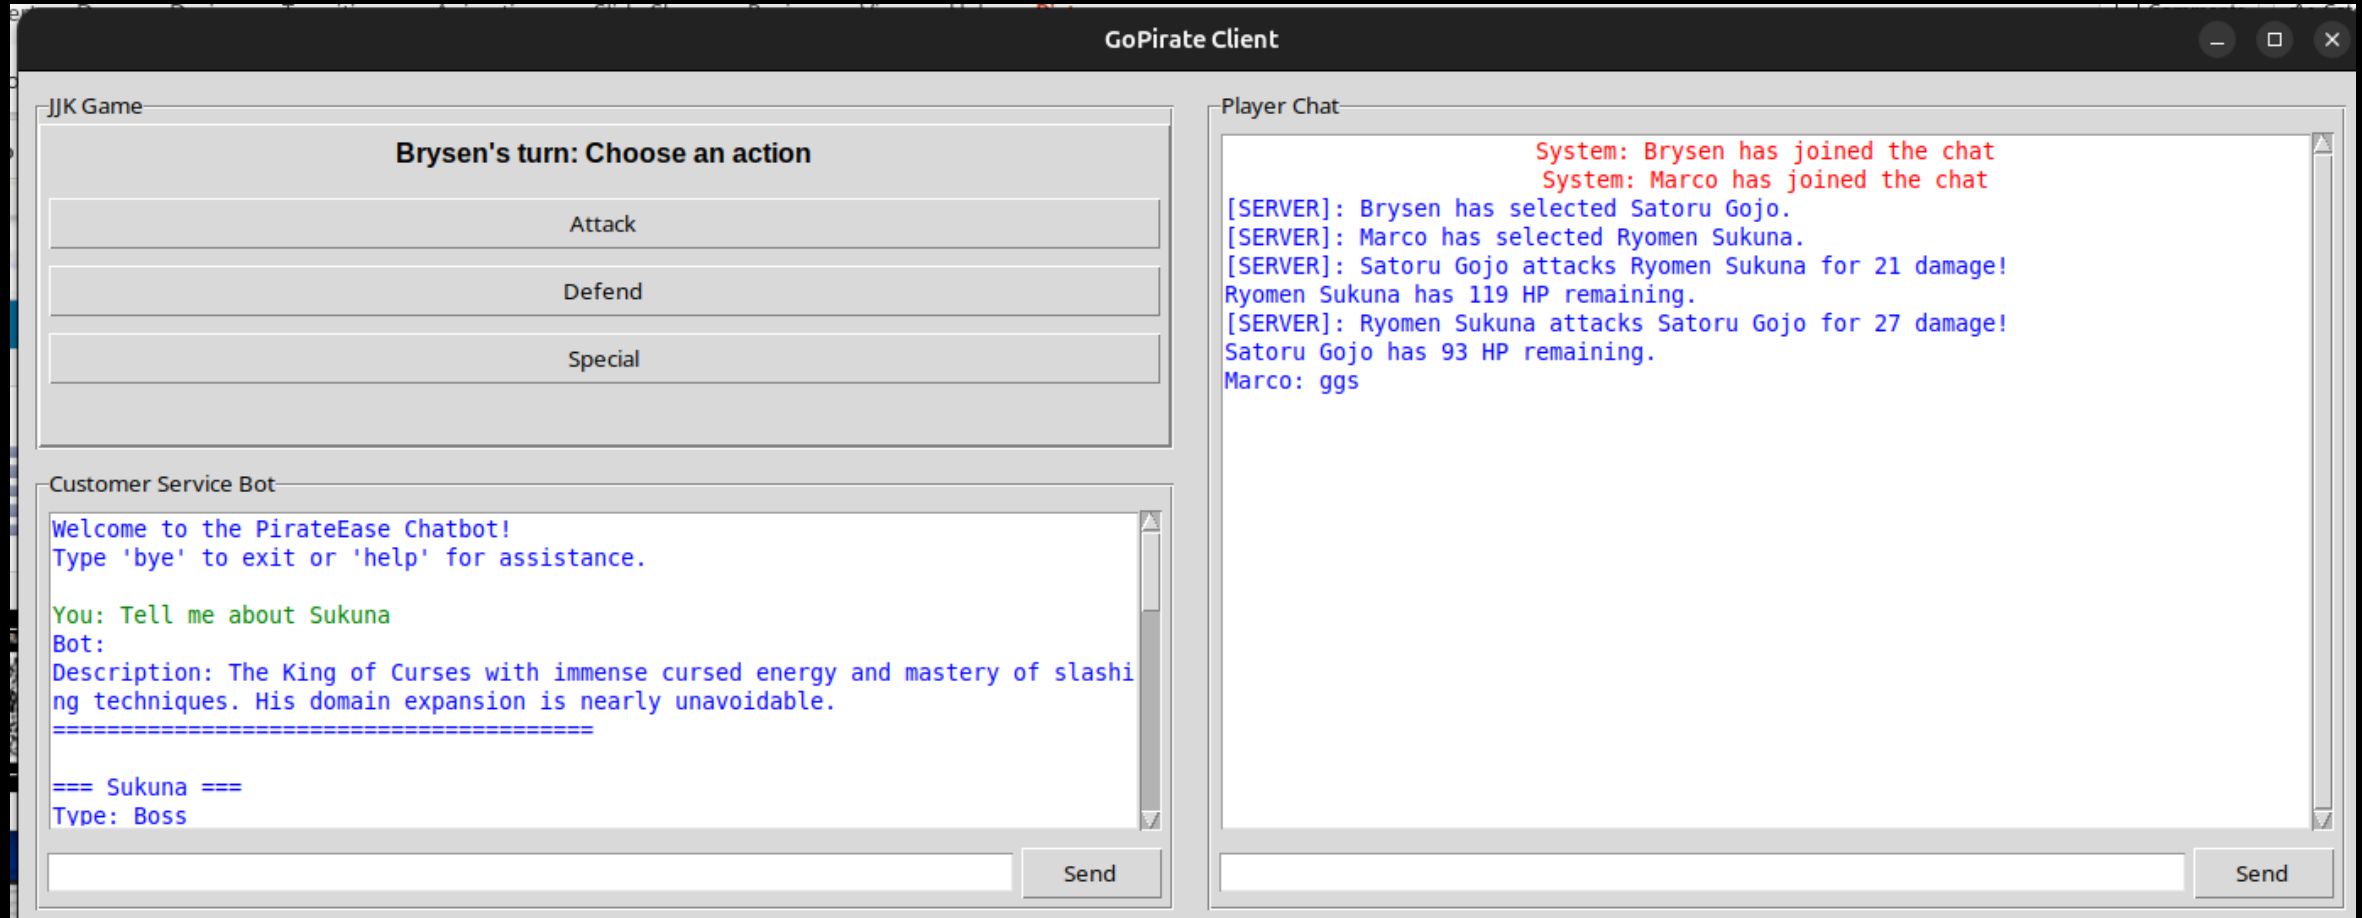 GoPirate Client
JJK Game
Brysen's turn: Choose an action
Attack
Defend
Special
Customer Service Bot
Welcome to the PirateEase Chatbot!
Type 'bye' to exit or 'help' for assistance.
You: Tell me about Sukuna
Bot:
Description: The King of Curses with immense cursed energy and mastery of slashi
ng techniques. His domain expansion is nearly unavoidable.
========================================
=== Sukuna ===
Type: Boss
Send
Player Chat
System: Brysen has joined the chat
System: Marco has joined the chat
[SERVER]: Brysen has selected Satoru Gojo.
[SERVER]: Marco has selected Ryomen Sukuna.
[SERVER]: Satoru Gojo attacks Ryomen Sukuna for 21 damage!
Ryomen Sukuna has 119 HP remaining.
[SERVER]: Ryomen Sukuna attacks Satoru Gojo for 27 damage!
Satoru Gojo has 93 HP remaining.
Marco: ggs
Send